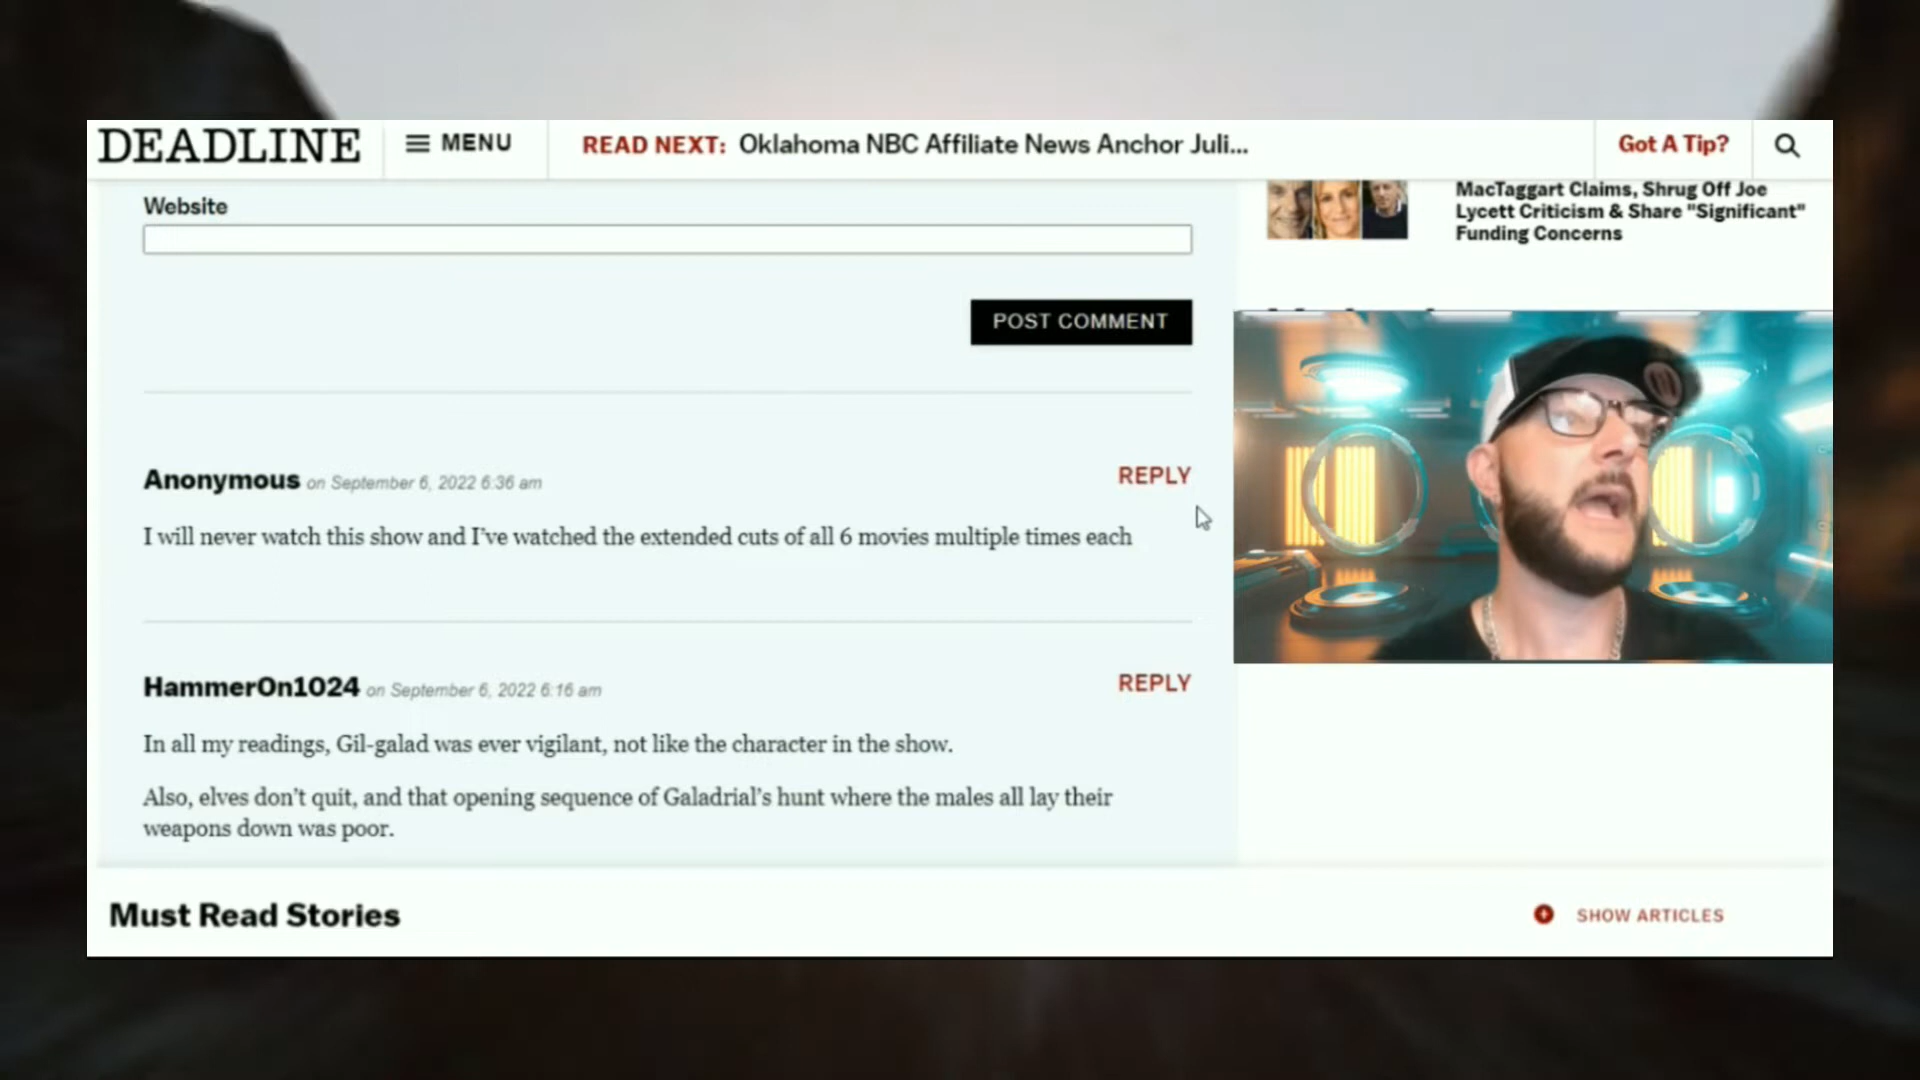 DEADLINE
MENU
READ NEXT: Oklahoma NBC Affiliate News Anchor Juli...
Got A Tip?
MacTaggart Claims, Shrug Off Joe
Lycett Criticism & Share "Significant"
Funding Concerns
Website
POST COMMENT
Anonymous on September 6, 2022 6:36 am
REPLY
I will never watch this show and I've watched the extended cuts of all 6 movies multiple times each
HammerOn1024 on September 6, 2022 6:16 am
REPLY
In all my readings, Gil-galad was ever vigilant, not like the character in the show.
Also, elves don't quit, and that opening sequence of Galadrial's hunt where the males all lay their
weapons down was poor.
Must Read Stories
SHOW ARTICLES